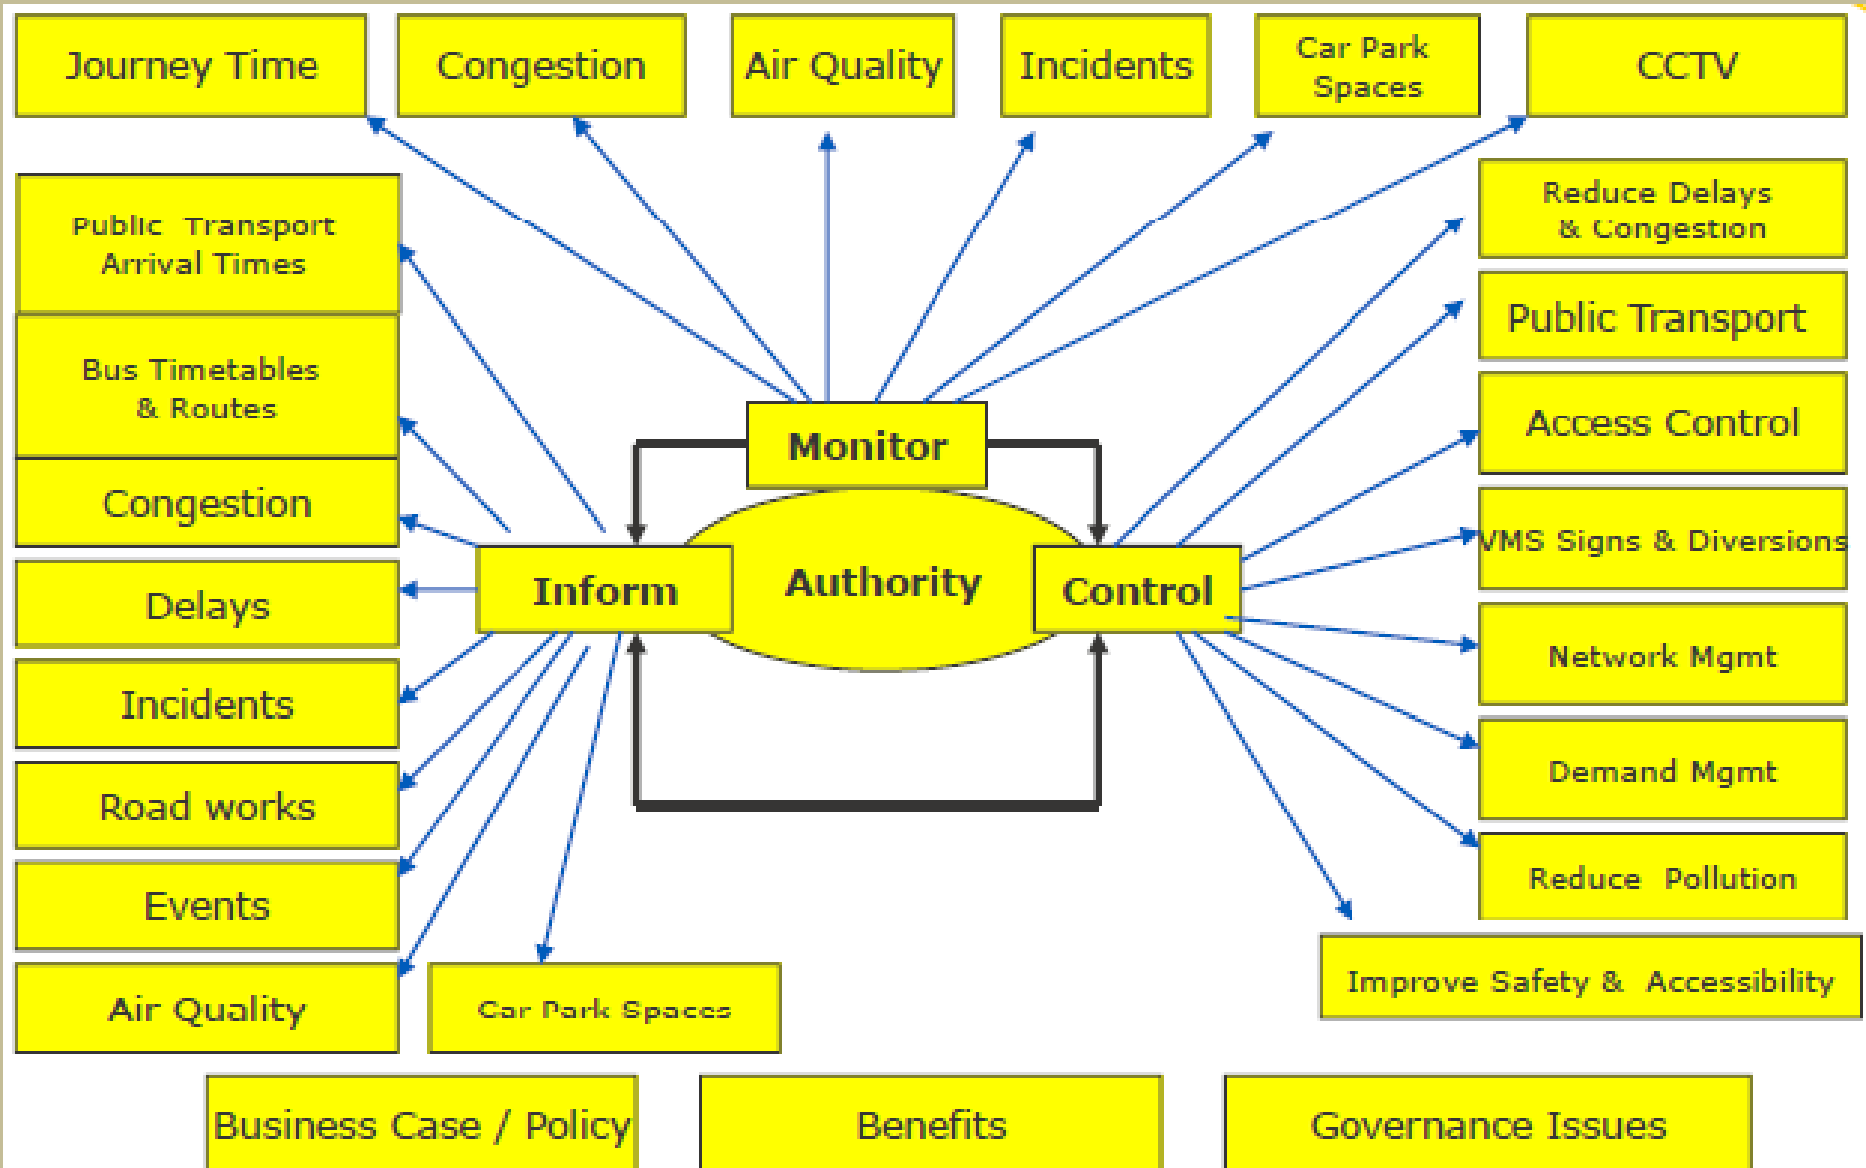 Journey Time
Congestion
Air Quality
Incidents
Car Park
Spaces
CCTV
Public Transport
Arrival Times
Bus Timetables
& Routes
Congestion
Delays
Incidents
Road works
Events
Air Quality
Car Park Spaces
Monitor
Inform
Authority
Control
Reduce Delays
& Congestion
Public Transport
Access Control
VMS Signs & Diversions
Network Mgmt
Demand Mgmt
Reduce Pollution
Improve Safety & Accessibility
Business Case / Policy
Benefits
Governance Issues